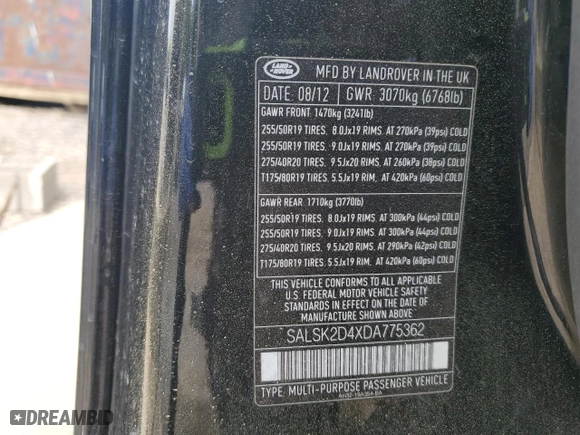 LAND ROVER
MFD BY LANDROVER IN THE UK
DATE: 08/12 GWR: 3070kg (6768lb)
GAWR FRONT: 1470kg (3241lb)
255/50R19 TIRES, 8.0Jx19 RIMS, AT 270kPa (39psi) COLD
255/50R19 TIRES, 9.0Jx19 RIMS, AT 270kPa (39psi) COLD
275/40R20 TIRES, 9.5Jx20 RIMS, AT 260kPa (38psi) COLD
T175/80R19 TIRES, 5.5Jx19 RIM, AT 420kPa (60psi) COLD
GAWR REAR: 1710kg (3770lb)
255/50R19 TIRES, 8.0Jx19 RIMS, AT 300kPa (44psi) COLD
255/50R19 TIRES, 9.0Jx19 RIMS, AT 300kPa (44psi) COLD
275/40R20 TIRES, 9.5Jx20 RIMS, AT 290kPa (42psi) COLD
T175/80R19 TIRES, 5.5Jx19 RIM, AT 420kPa (60psi) COLD
THIS VEHICLE CONFORMS TO ALL APPLICABLE
U.S. FEDERAL MOTOR VEHICLE SAFETY
STANDARDS IN EFFECT ON THE DATE OF
MANUFACTURE SHOWN ABOVE
SALSK2D4XDA775362
TYPE: MULTI-PURPOSE PASSENGER VEHICLE
DREAMBID